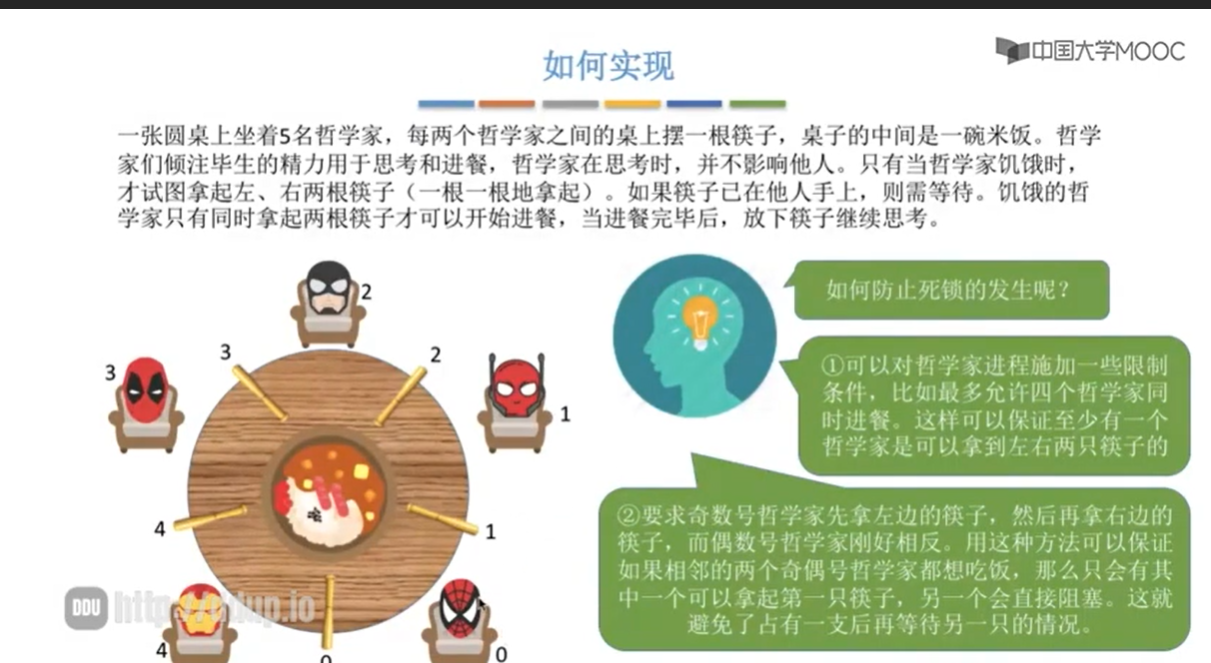 中国大学MOOC
如何实现
一张圆桌上坐着5名哲学家，每两个哲学家之间的桌上摆一根筷子，桌子的中间是一碗米饭。哲学
家们倾注毕生的精力用于思考和进餐，哲学家在思考时，并不影响他人。只有当哲学家饥饿时，
才试图拿起左、右两根筷子（一根一根地拿起）。如果筷子已在他人手上，则需等待。饥饿的哲
学家只有同时拿起两根筷子才可以开始进餐，当进餐完毕后，放下筷子继续思考。
如何防止死锁的发生呢？
①可以对哲学家进程施加一些限制
条件，比如最多允许四个哲学家同
时进餐。这样可以保证至少有一个
哲学家是可以拿到左右两只筷子的
②要求奇数号哲学家先拿左边的筷子，然后再拿右边的
筷子，而偶数号哲学家刚好相反。用这种方法可以保证
如果相邻的两个奇偶号哲学家都想吃饭，那么只会有其
中一个可以拿起第一只筷子，另一个会直接阻塞。这就
避免了占有一支后再等待另一只的情况。
2
3
2
3
1
4
1
4
0
0
DDU